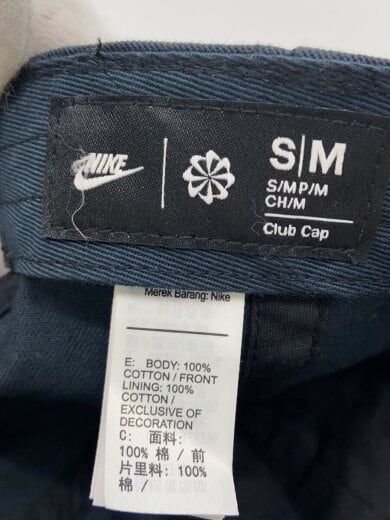 NIKE
S|M
S/M P/M
CH/M
Club Cap
Merek Barang: Nike
E: BODY: 100%
COTTON / FRONT
LINING: 100%
COTTON /
EXCLUSIVE OF
DECORATION
C: 面料:
100% 棉 / 前
片里料: 100%
棉 /